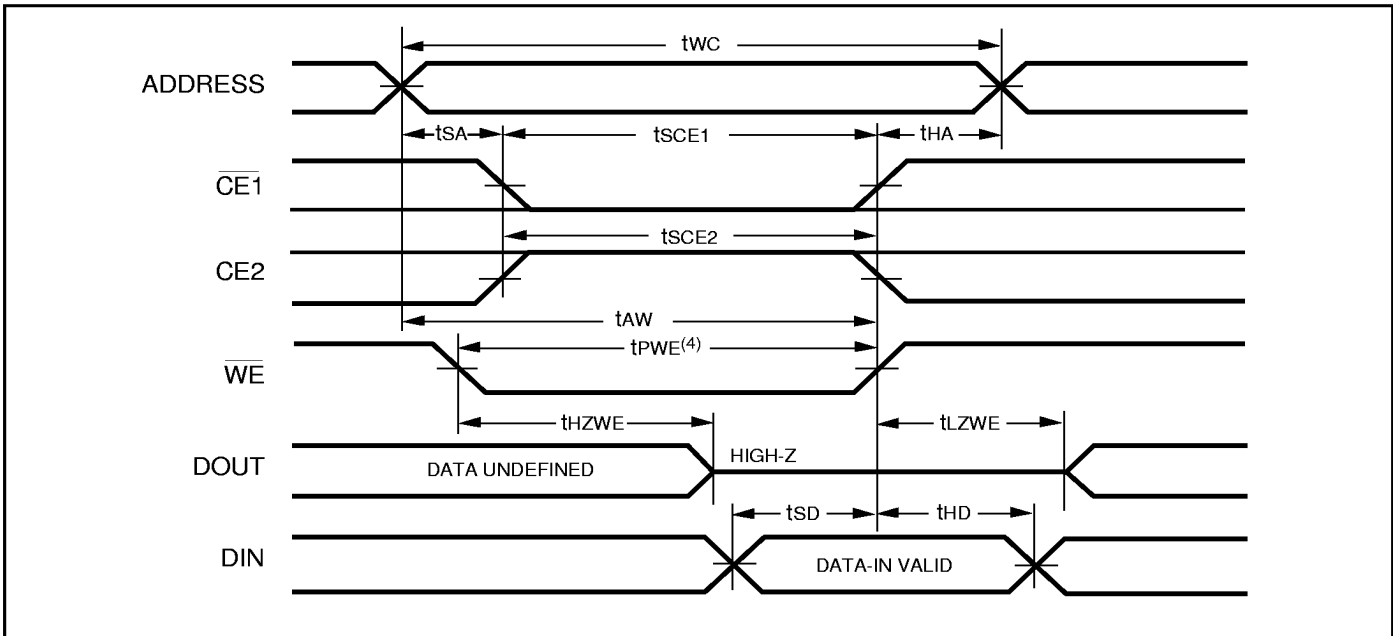 tWC
ADDRESS
tSA tSCE1 tHA
CE1
tSCE2
CE2
tAW
tPWE(4)
WE
tHZWE tLZWE
DOUT DATA UNDEFINED HIGH-Z
tSD tHD
DIN DATA-IN VALID